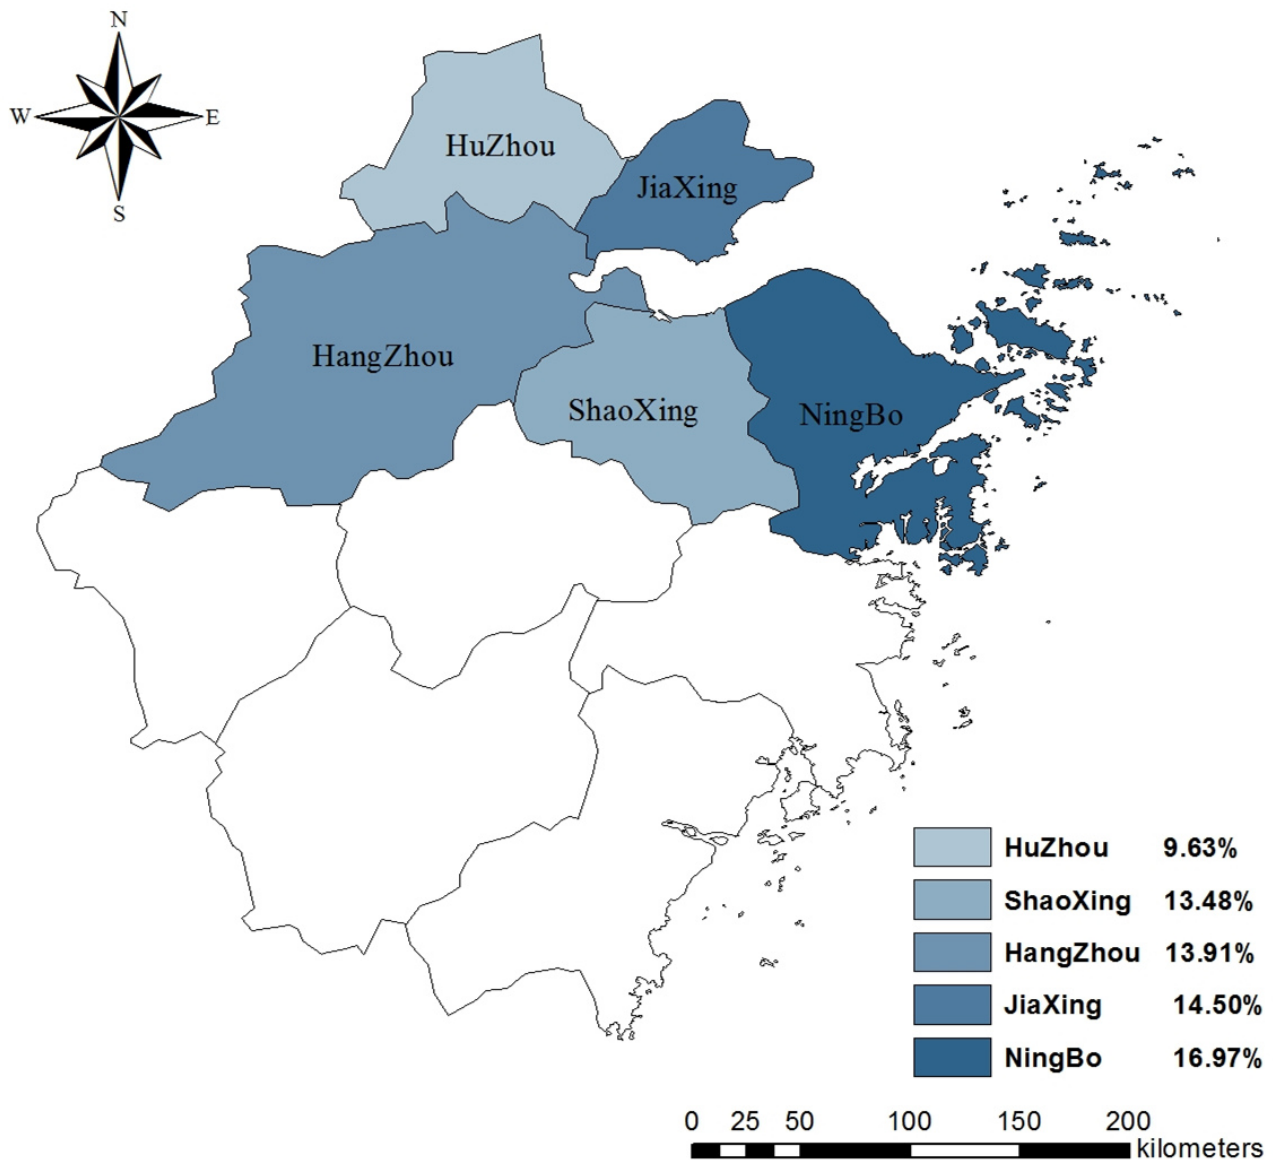 N
W E
S
HuZhou
JiaXing
HangZhou
ShaoXing
NingBo
HuZhou 9.63%
ShaoXing 13.48%
HangZhou 13.91%
JiaXing 14.50%
NingBo 16.97%
0 25 50 100 150 200
kilometers